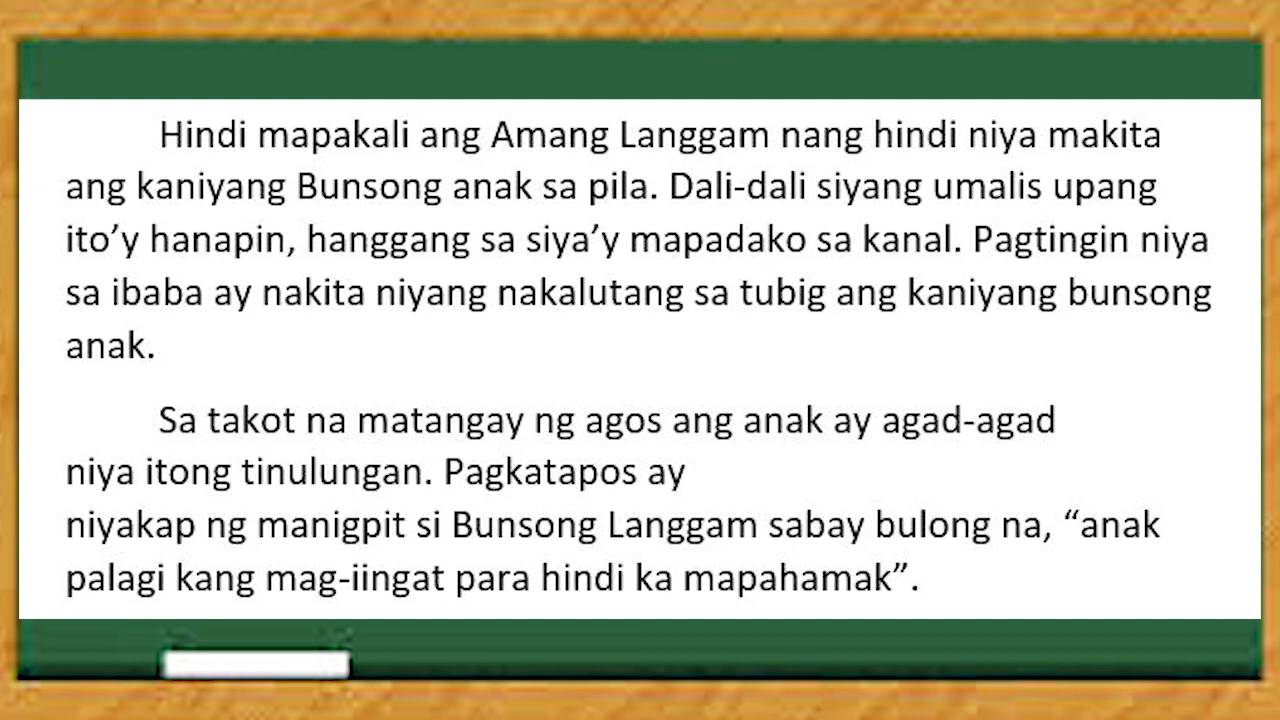 Hindi mapakali ang Amang Langgam nang hindi niya makita
ang kaniyang Bunsong anak sa pila. Dali-dali siyang umalis upang
ito’y hanapin, hanggang sa siya’y mapadako sa kanal. Pagtingin niya
sa ibaba ay nakita niyang nakalutang sa tubig ang kaniyang bunsong
anak.
Sa takot na matangay ng agos ang anak ay agad-agad
niya itong tinulungan. Pagkatapos ay
niyakap ng manigpit si Bunsong Langgam sabay bulong na, “anak
palagi kang mag-iingat para hindi ka mapahamak”.